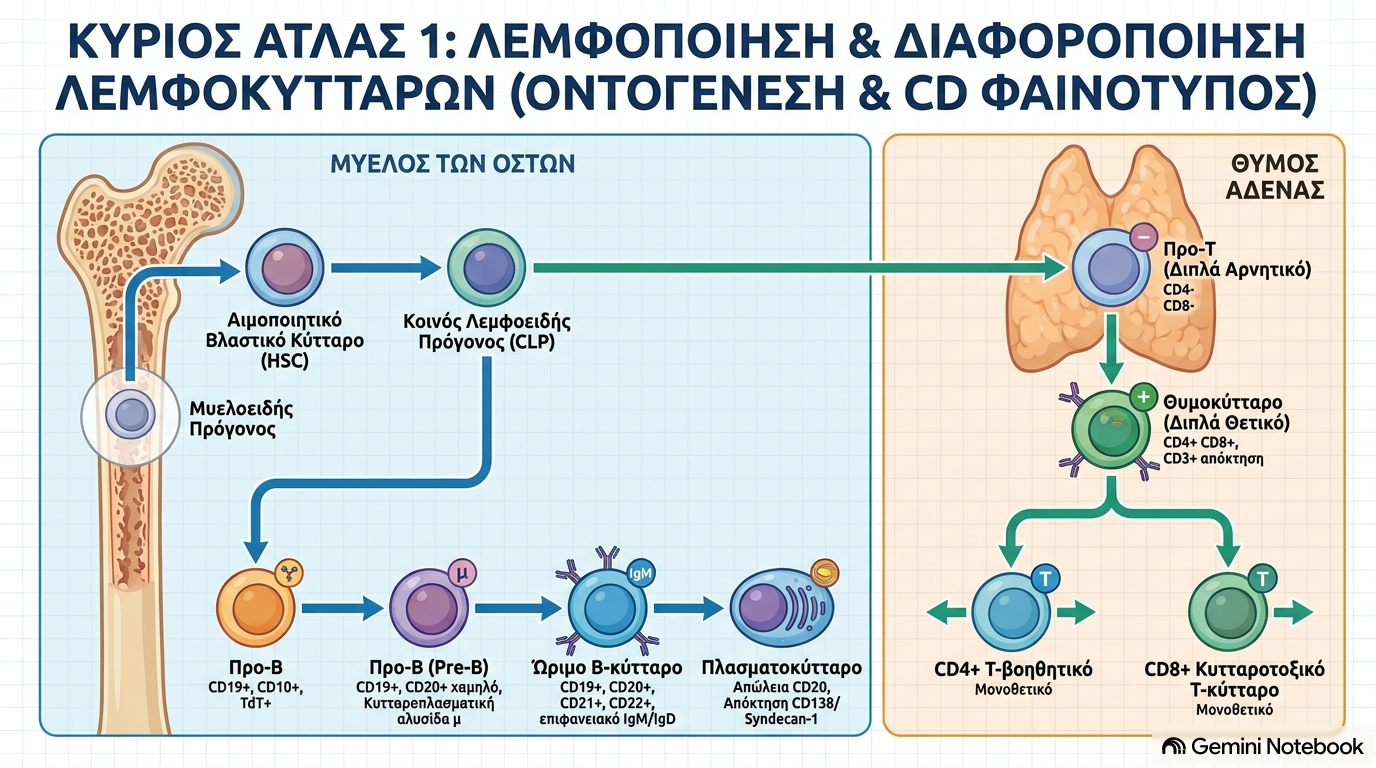 ΚΥΡΙΟΣ ΑΤΛΑΣ 1: ΛΕΜΦΟΠΟΙΗΣΗ & ΔΙΑΦΟΡΟΠΟΙΗΣΗ
ΛΕΜΦΟΚΥΤΤΑΡΩΝ (ΟΝΤΟΓΕΝΕΣΗ & CD ΦΑΙΝΟΤΥΠΟΣ)
ΜΥΕΛΟΣ ΤΩΝ ΟΣΤΩΝ
Αιμοποιητικό
Βλαστικό Κύτταρο
(HSC)
Κοινός Λεμφοειδής
Πρόγονος (CLP)
Μυελοειδής
Πρόγονος
μ
IgM
Προ-Β
CD19+, CD10+,
TdT+
Προ-Β (Pre-B)
CD19+, CD20+ χαμηλό,
Κυτταρεπλασματική
αλυσίδα μ
Ώριμο Β-κύτταρο
CD19+, CD20+,
CD21+, CD22+,
επιφανειακό IgM/IgD
Πλασματοκύτταρο
Απώλεια CD20,
Απόκτηση CD138/
Syndecan-1
ΘΥΜΟΣ
ΑΔΕΝΑΣ
−
Προ-Τ
(Διπλά Αρνητικό)
CD4-
CD8-
+
Θυμοκύτταρο
(Διπλά Θετικό)
CD4+ CD8+,
CD3+ απόκτηση
T
T
CD4+ Τ-βοηθητικό
Μονοθετικό
CD8+ Κυτταροτοξικό
Τ-κύτταρο
Μονοθετικό
Gemini Notebook